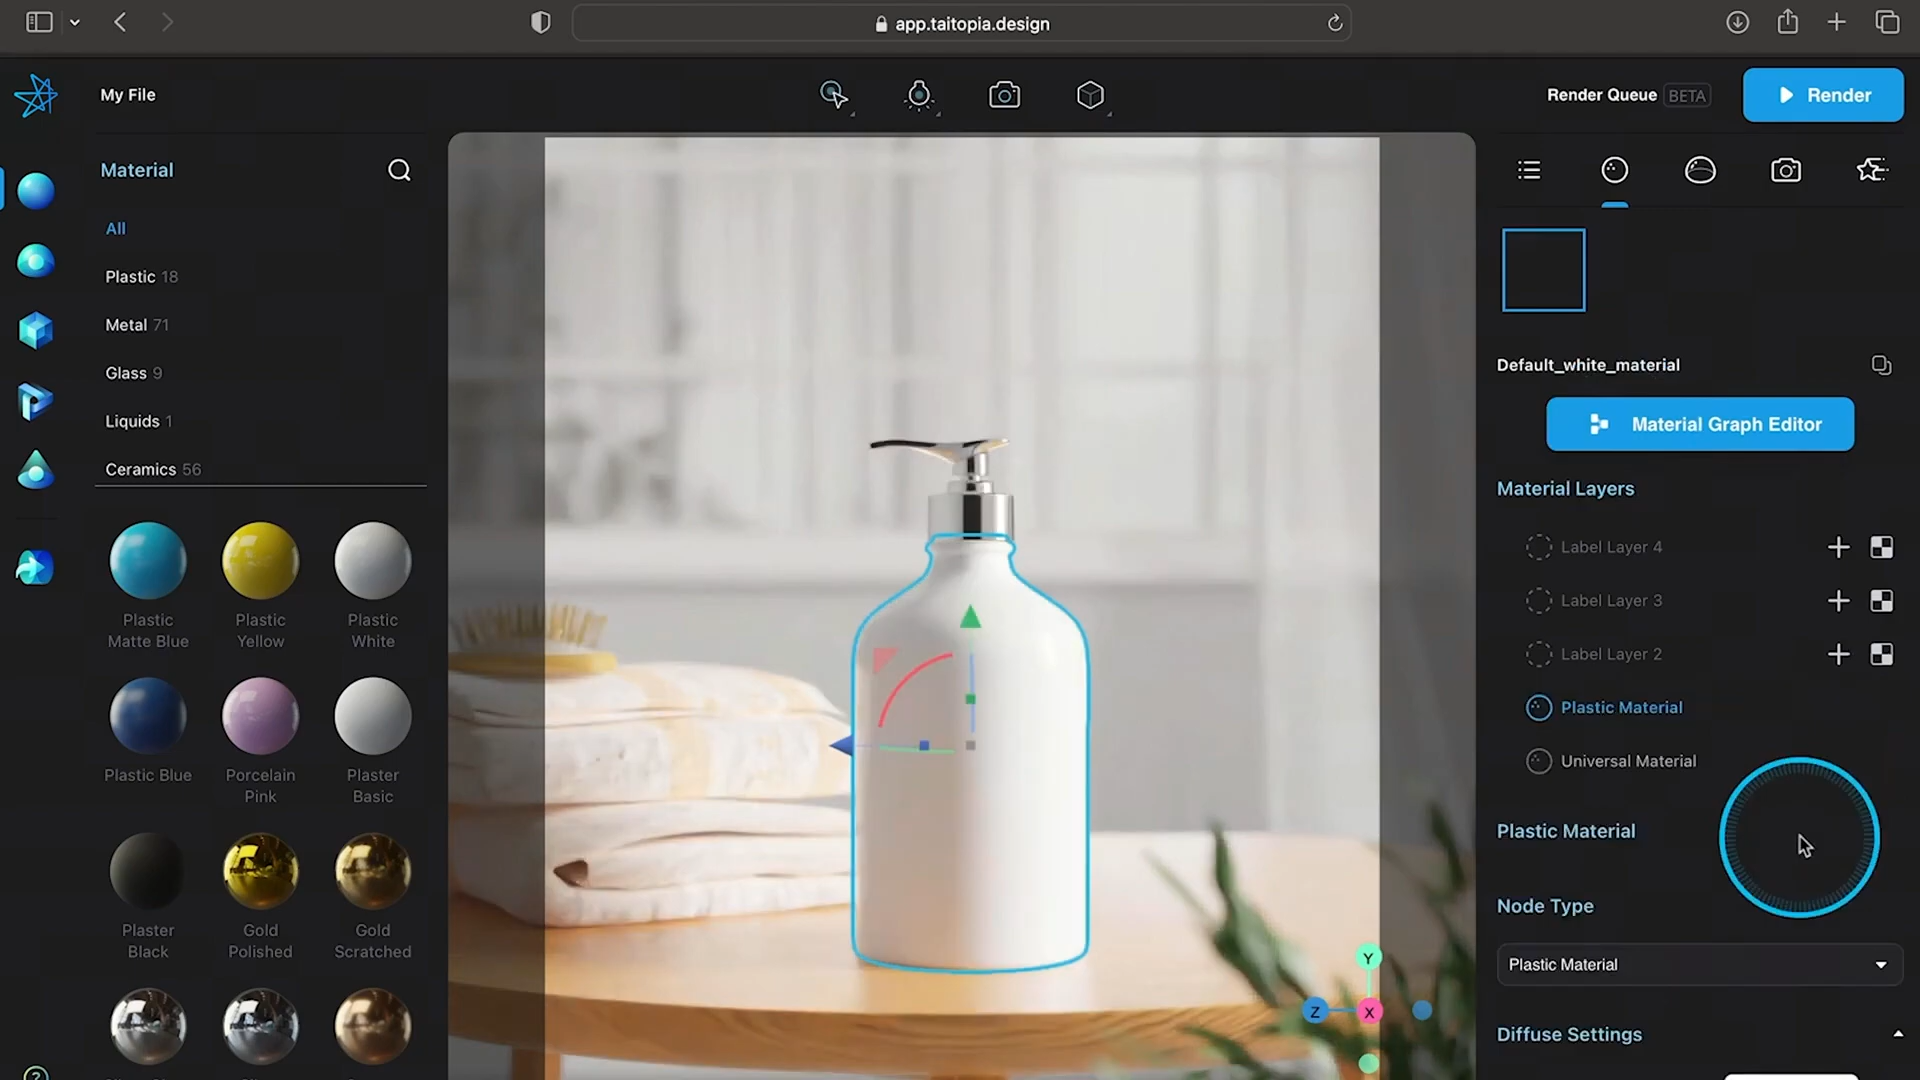 app.taitopia.design
My File
Render Queue BETA
Render
Material
All
Plastic 18
Metal 71
Glass 9
Liquids 1
Ceramics 56
Plastic
Matte Blue
Plastic
Yellow
Plastic
White
Plastic Blue
Porcelain
Pink
Plaster
Basic
Plaster
Black
Gold
Polished
Gold
Scratched
Default_white_material
Material Graph Editor
Material Layers
Label Layer 4
Label Layer 3
Label Layer 2
Plastic Material
Universal Material
Plastic Material
Node Type
Plastic Material
Diffuse Settings
Y
Z
X
?